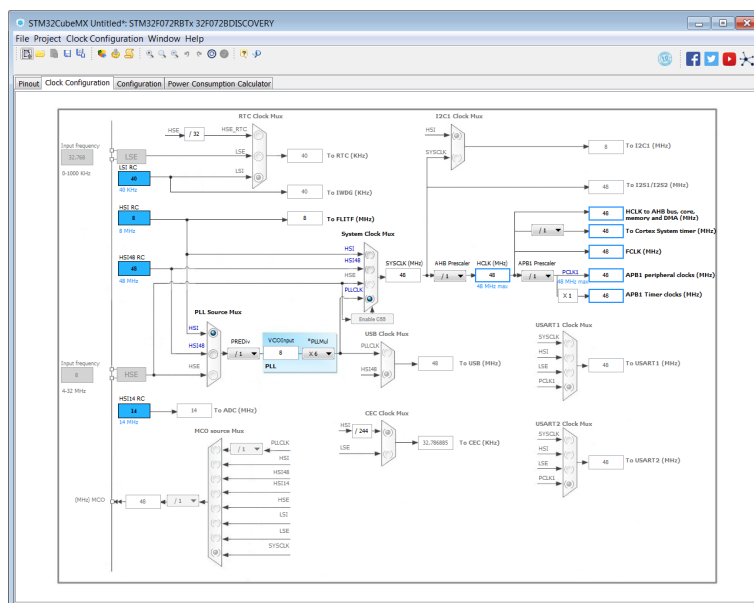 STM32CubeMX Untitled*: STM32F072RBTx 32F072BDISCOVERY
File Project Clock Configuration Window Help
Pinout Clock Configuration Configuration Power Consumption Calculator
RTC Clock Mux
I2C1 Clock Mux
HSE / 32 HSE_RTC
HSI
Input frequency
32.768
0-1000 KHz
LSE
LSE
40 To RTC (KHz)
SYSCLK
8 To I2C1 (MHz)
LSI RC
40
40 KHz
LSI
40 To IWDG (KHz)
48 To I2S1/I2S2 (MHz)
HSI RC
8
8 MHz
8 To FLITF (MHz)
48 HCLK to AHB bus, core,
memory and DMA (MHz)
System Clock Mux
/ 1
48 To Cortex System timer (MHz)
HSI
HSI48
HSE
PLLCLK
48 FCLK (MHz)
HSI48 RC
48
48 MHz
SYSCLK (MHz) AHB Prescaler HCLK (MHz) APB1 Prescaler
48 / 1 48 / 1
48 MHz max
PCLK1
48 MHz max
48 APB1 peripheral clocks (MHz)
X 1 48 APB1 Timer clocks (MHz)
Enable CSS
PLL Source Mux
HSI
HSI48
HSE
PREDiv
/ 1
VCOInput *PLLMul
8 X 6
PLL
USB Clock Mux
PLLCLK
HSI48
48 To USB (MHz)
USART1 Clock Mux
SYSCLK
HSI
LSE
PCLK1
48 To USART1 (MHz)
Input frequency
8
4-32 MHz
HSE
HSI14 RC
14
14 MHz
14 To ADC (MHz)
CEC Clock Mux
HSI / 244
LSE
32.786885 To CEC (KHz)
USART2 Clock Mux
SYSCLK
HSI
LSE
PCLK1
48 To USART2 (MHz)
MCO source Mux
/ 1 PLLCLK
HSI
HSI48
HSI14
HSE
LSI
LSE
SYSCLK
(MHz) MCO 48 / 1